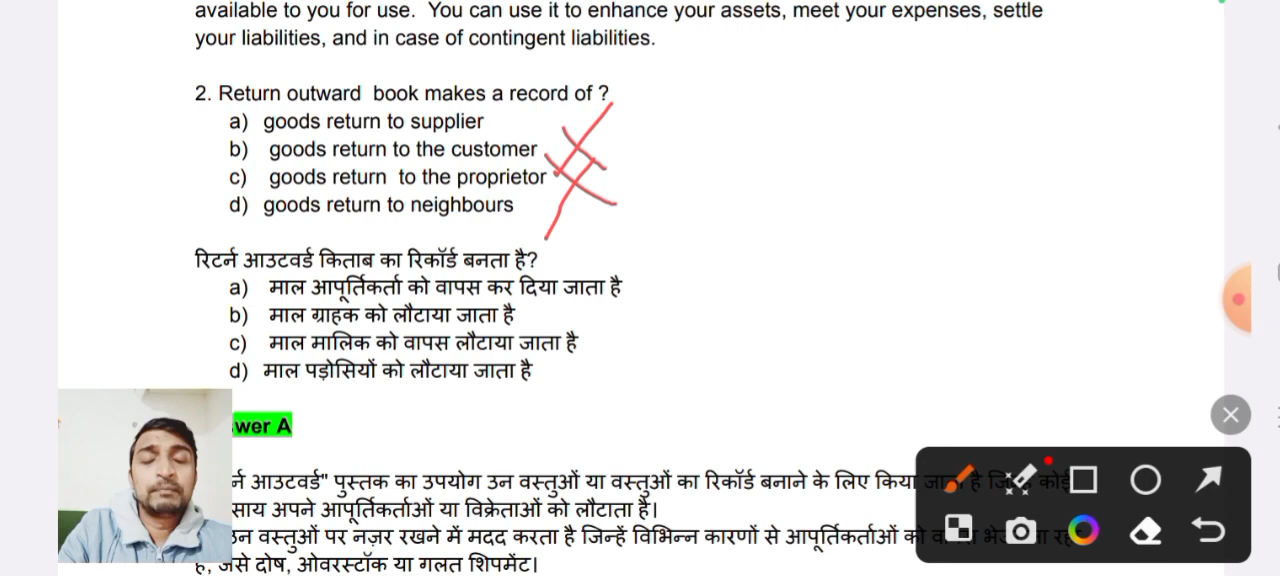 available to you for use. You can use it to enhance your assets, meet your expenses, settle
your liabilities, and in case of contingent liabilities.
2. Return outward book makes a record of ?
a) goods return to supplier
b) goods return to the customer
c) goods return to the proprietor
d) goods return to neighbours
रिटर्न आउटवर्ड किताब का रिकॉर्ड बनता है?
a) माल आपूर्तिकर्ता को वापस कर दिया जाता है
b) माल ग्राहक को लौटाया जाता है
c) माल मालिक को वापस लौटाया जाता है
d) माल पड़ोसियों को लौटाया जाता है
wer A
आउटवर्ड" पुस्तक का उपयोग उन वस्तुओं या वस्तुओं का रिकॉर्ड बनाने के लिए किया
अपने आपूर्तिकर्ताओं या विक्रेताओं को लौटाता है।
वस्तुओं पर नज़र रखने में मदद करता है जिन्हें विभिन्न कारणों से आपूर्तिकर्ताओं को
दोष, ओवरस्टॉक या गलत शिपमेंट।